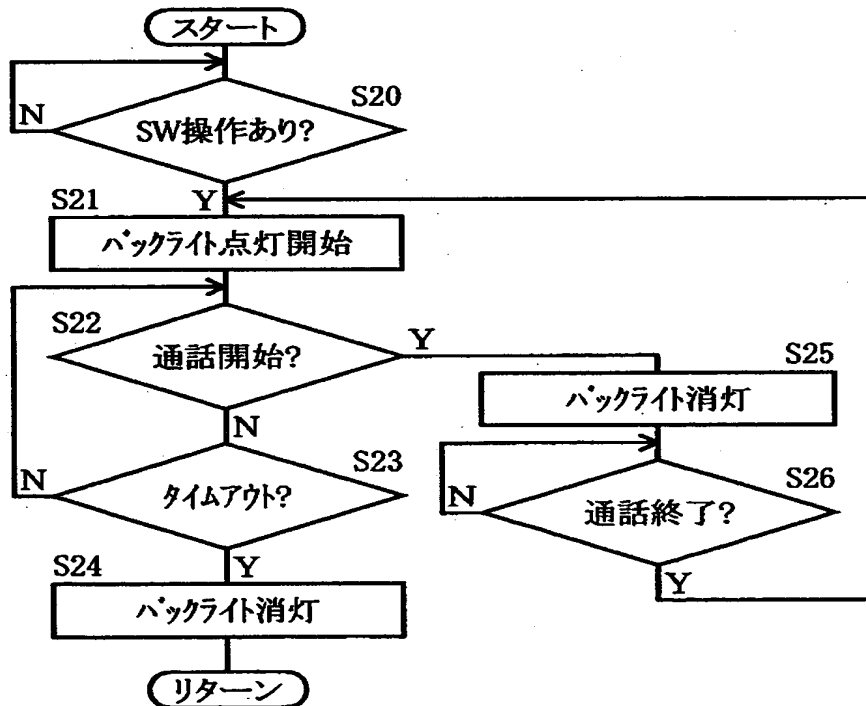 スタート
S20
N
SW操作あり?
Y
S21
バックライト点灯開始
S22
通話開始?
Y
N
S23
タイムアウト?
N
Y
S24
バックライト消灯
リターン
S25
バックライト消灯
S26
N
通話終了?
Y